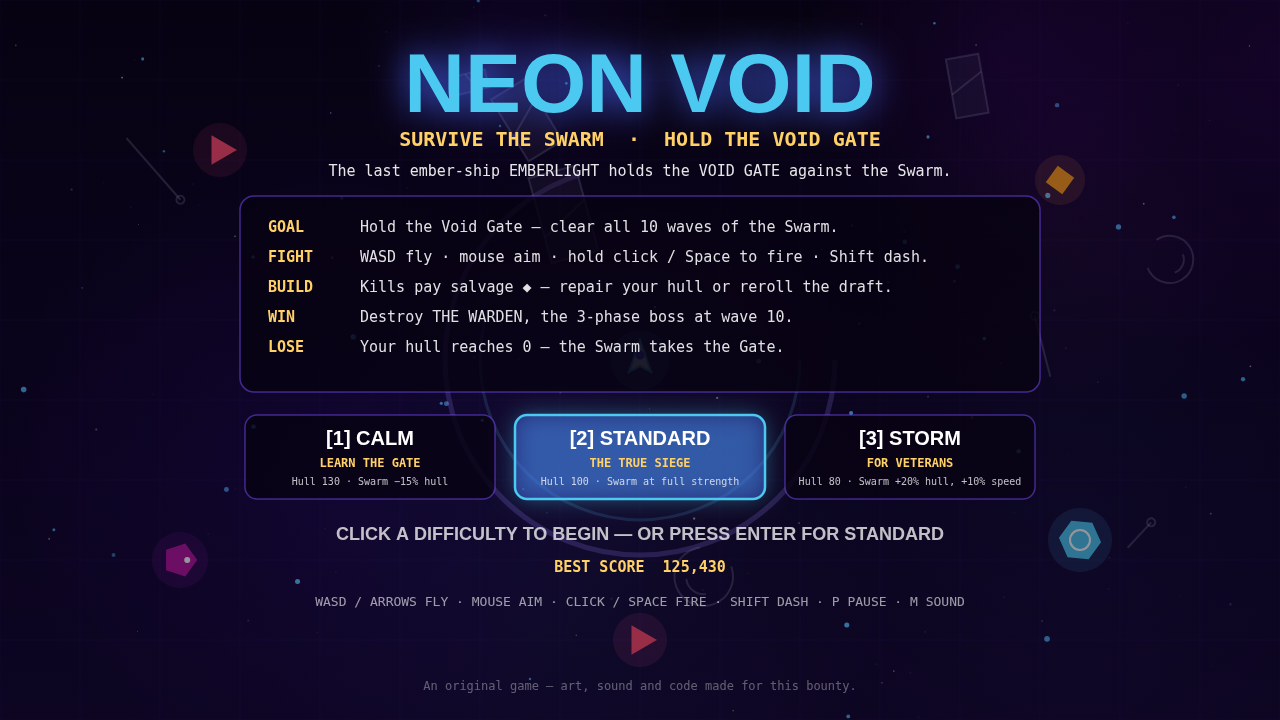 NEON VOID
SURVIVE THE SWARM · HOLD THE VOID GATE
The last ember-ship EMBERLIGHT holds the VOID GATE against the Swarm.
GOAL Hold the Void Gate — clear all 10 waves of the Swarm.
FIGHT WASD fly · mouse aim · hold click / Space to fire · Shift dash.
BUILD Kills pay salvage ◆ — repair your hull or reroll the draft.
WIN Destroy THE WARDEN, the 3-phase boss at wave 10.
LOSE Your hull reaches 0 — the Swarm takes the Gate.
[1] CALM
LEARN THE GATE
Hull 130 · Swarm −15% hull
[2] STANDARD
THE TRUE SIEGE
Hull 100 · Swarm at full strength
[3] STORM
FOR VETERANS
Hull 80 · Swarm +20% hull, +10% speed
CLICK A DIFFICULTY TO BEGIN — OR PRESS ENTER FOR STANDARD
BEST SCORE 125,430
WASD / ARROWS FLY · MOUSE AIM · CLICK / SPACE FIRE · SHIFT DASH · P PAUSE · M SOUND
An original game — art, sound and code made for this bounty.